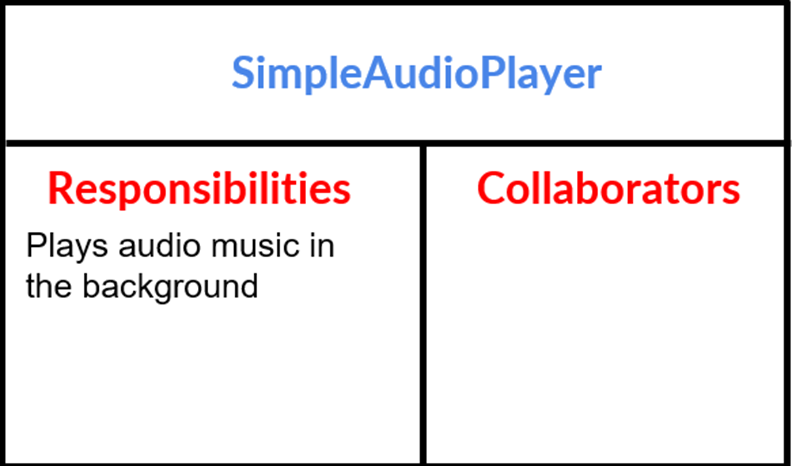 SimpleAudioPlayer
Responsibilities
Plays audio music in
the background
Collaborators